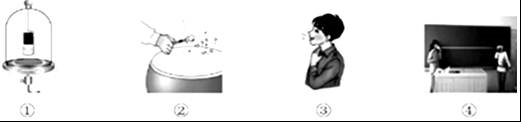 ① ② ③ ④